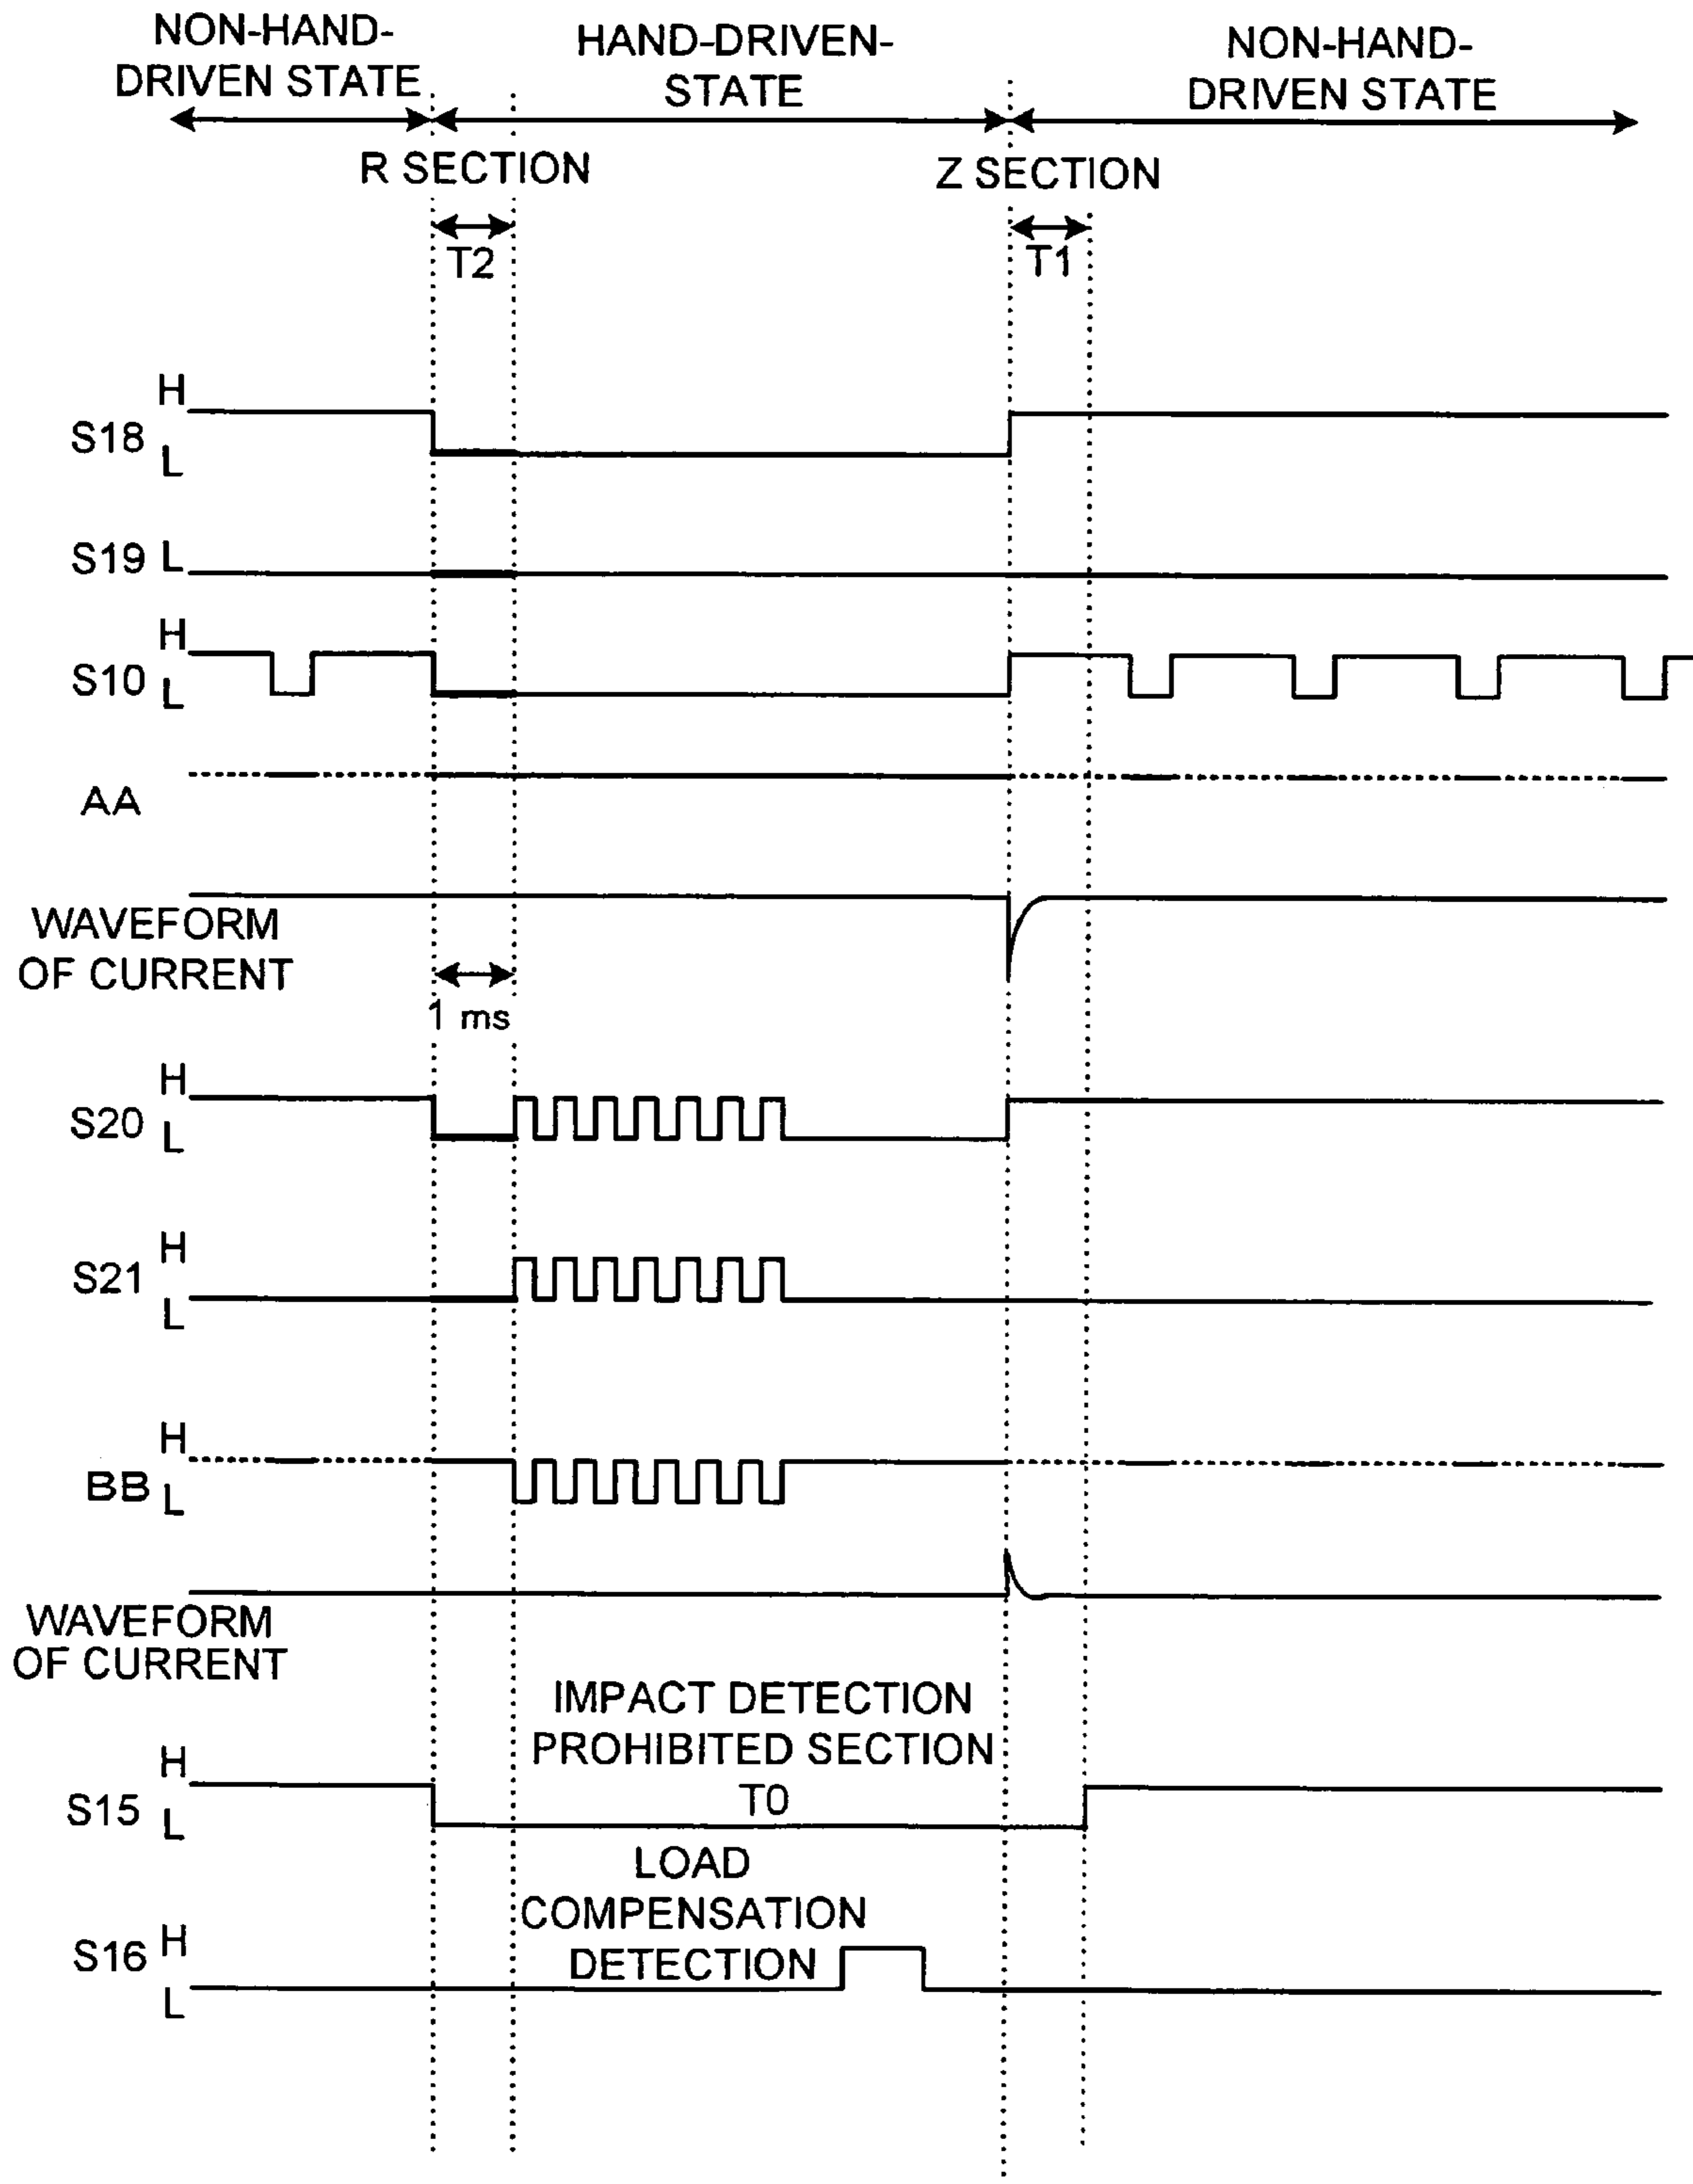 NON-HAND-
DRIVEN STATE
HAND-DRIVEN-
STATE
NON-HAND-
DRIVEN STATE
R SECTION
Z SECTION
T2
T1
H
S18
L
S19 L
H
S10
L
AA
WAVEFORM
OF CURRENT
1 ms
H
S20
L
H
S21
L
H
BB
L
WAVEFORM
OF CURRENT
IMPACT DETECTION
PROHIBITED SECTION
T0
H
S15
L
LOAD
COMPENSATION
DETECTION
S16 H
L